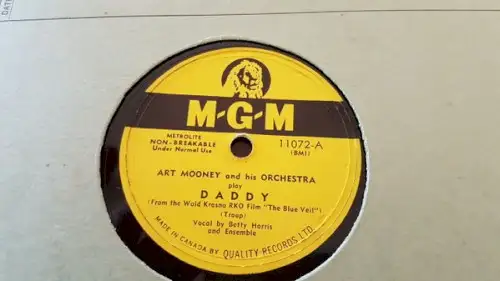 DATE
M-G-M
METROLITE
NON-BREAKABLE
Under Normal Use
11072-A
(BMI)
ART MOONEY and his ORCHESTRA
play
DADDY
(From the Wald Krasna RKO Film "The Blue Veil")
(Troup)
Vocal by Betty Harris
and Ensemble
MADE IN CANADA BY QUALITY RECORDS LTD.